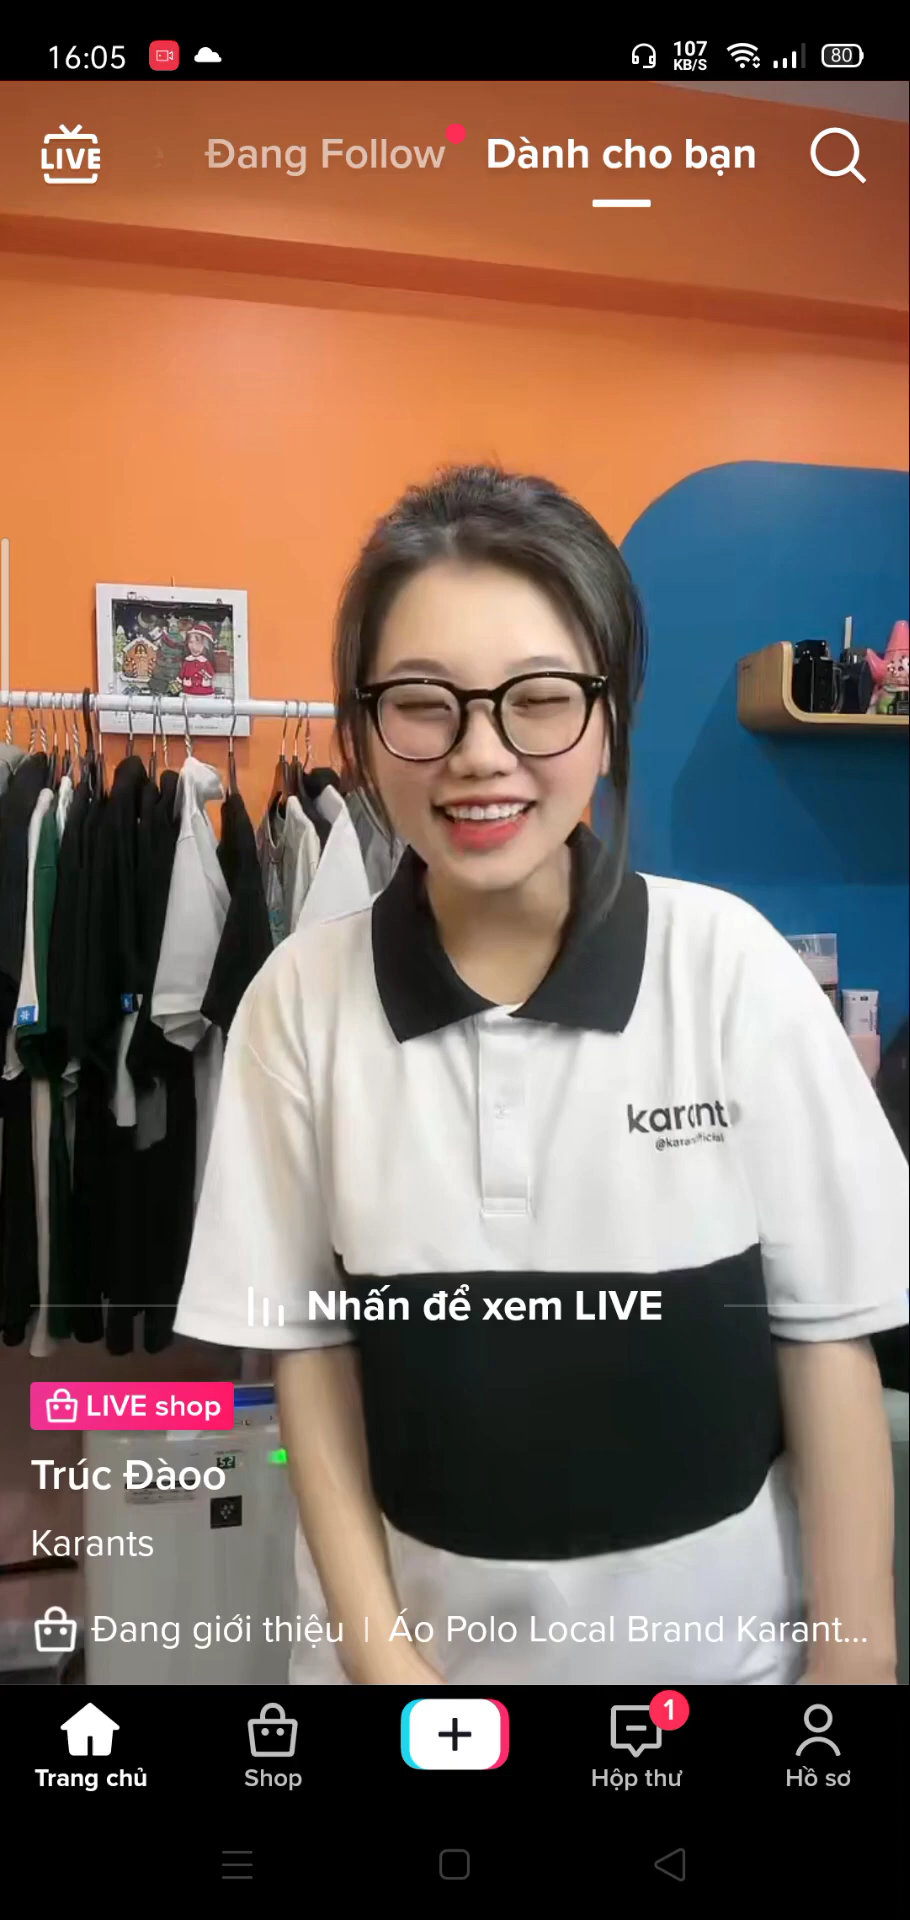 16:05
107
KB/S
80
LIVE
Đang Follow
Dành cho bạn
Nhấn để xem LIVE
LIVE shop
Trúc Đàoo
Karants
Đang giới thiệu | Áo Polo Local Brand Karant...
1
Trang chủ
Shop
Hộp thư
Hồ sơ